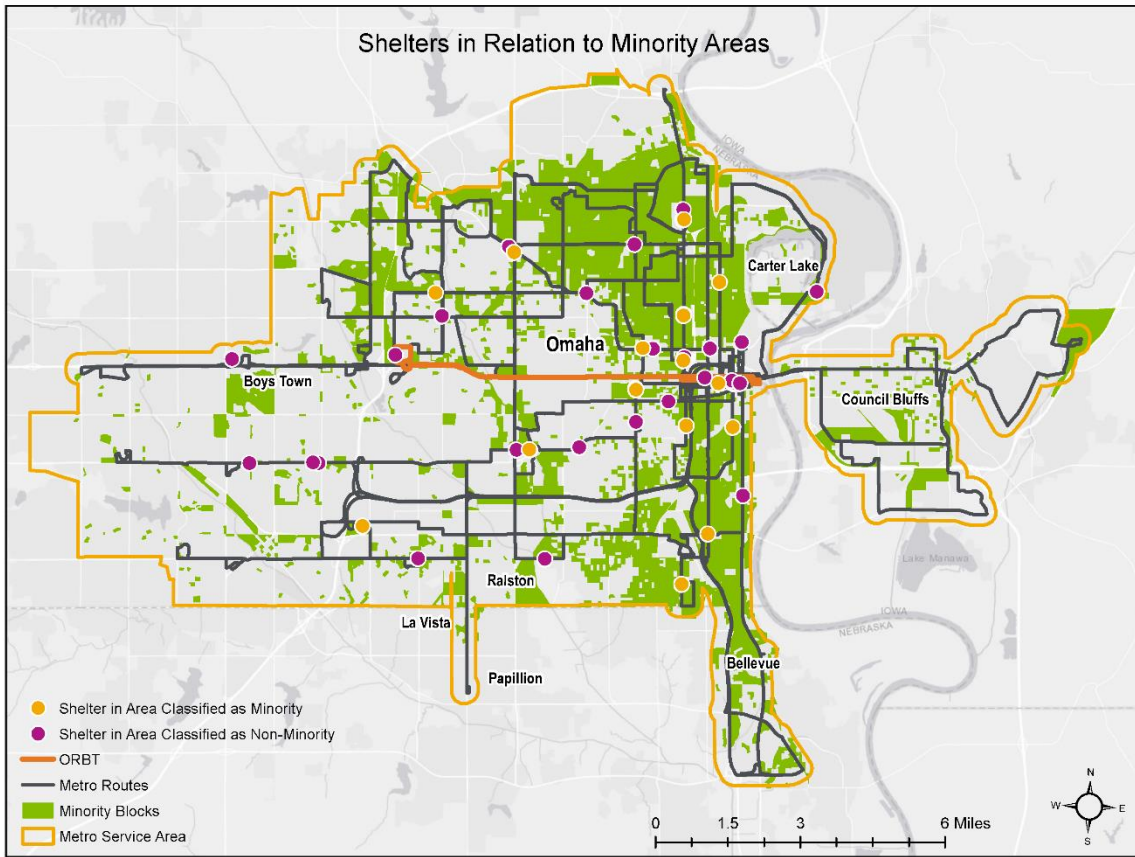 Shelters in Relation to Minority Areas
IOWA
NEBRASKA
Carter Lake
Omaha
Boys Town
Council Bluffs
Lake Manawa
Ralston
IOWA
NEBRASKA
La Vista
Bellevue
Papillion
Shelter in Area Classified as Minority
Shelter in Area Classified as Non-Minority
ORBT
Metro Routes
Minority Blocks
Metro Service Area
0 1.5 3 6 Miles
N
W E
S